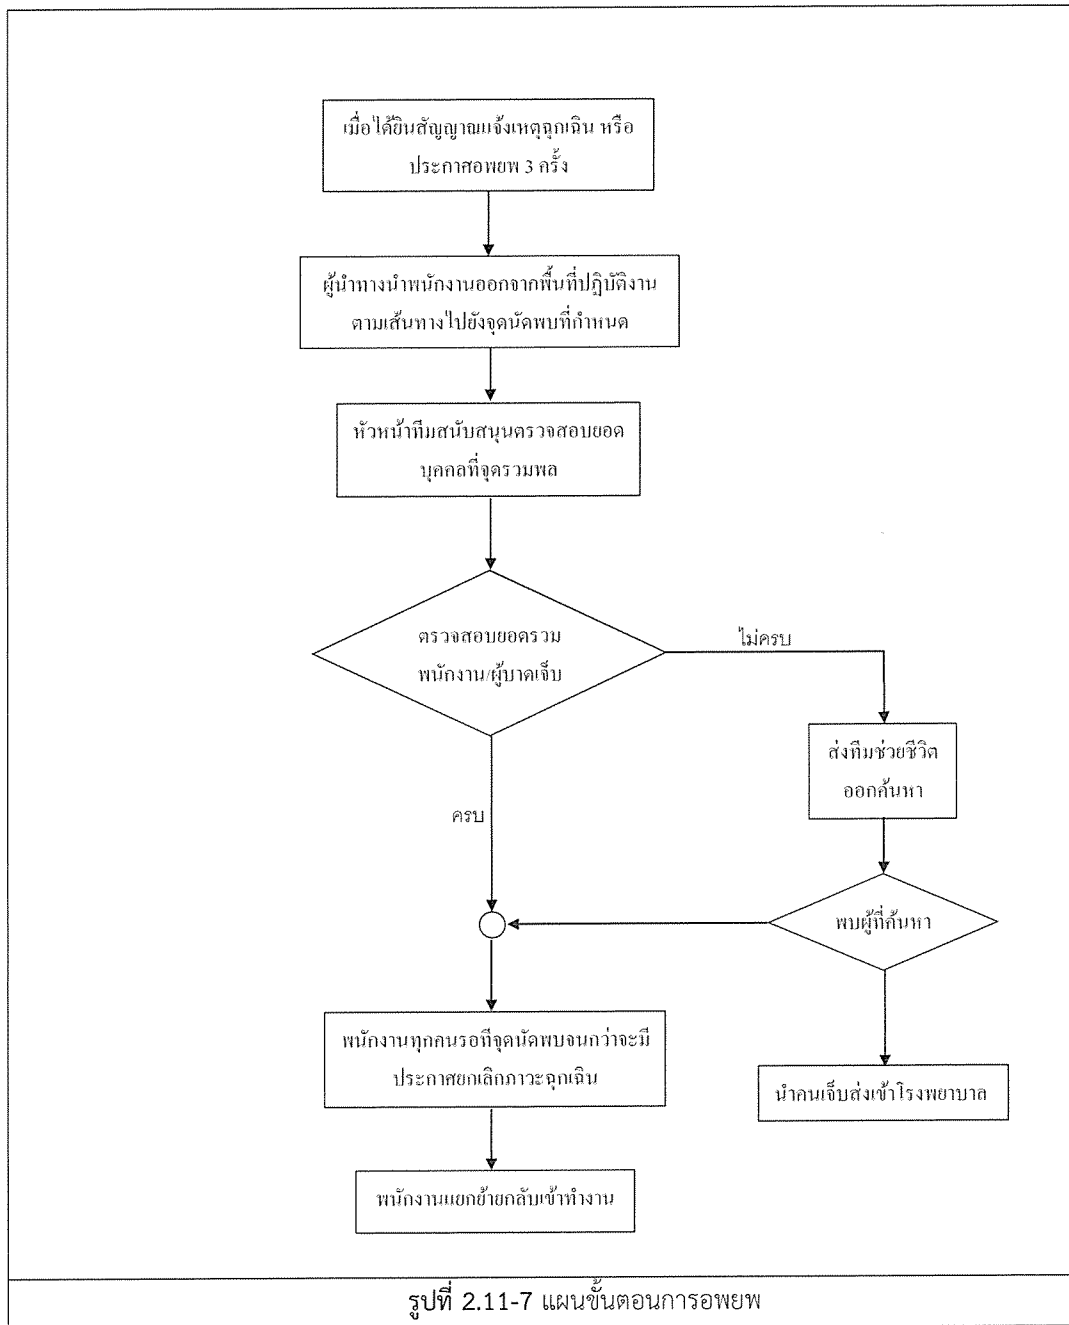 เมื่อได้ยินสัญญาณแจ้งเหตุฉุกเฉิน หรือ
ประกาศอพยพ 3 ครั้ง
ผู้นำทางนำพนักงานออกจากพื้นที่ปฏิบัติงาน
ตามเส้นทางไปยังจุดนัดพบที่กำหนด
หัวหน้าทีมสนับสนุนตรวจสอบยอด
บุคคลที่จุดรวมพล
ตรวจสอบยอดรวม
พนักงาน/ผู้บาดเจ็บ
ไม่ครบ
ส่งทีมช่วยชีวิต
ออกค้นหา
ครบ
พบผู้ที่ค้นหา
พนักงานทุกคนรอที่จุดนัดพบจนกว่าจะมี
ประกาศยกเลิกภาวะฉุกเฉิน
นำคนเจ็บส่งเข้าโรงพยาบาล
พนักงานแยกย้ายกลับเข้าทำงาน
รูปที่ 2.11-7 แผนขั้นตอนการอพยพ